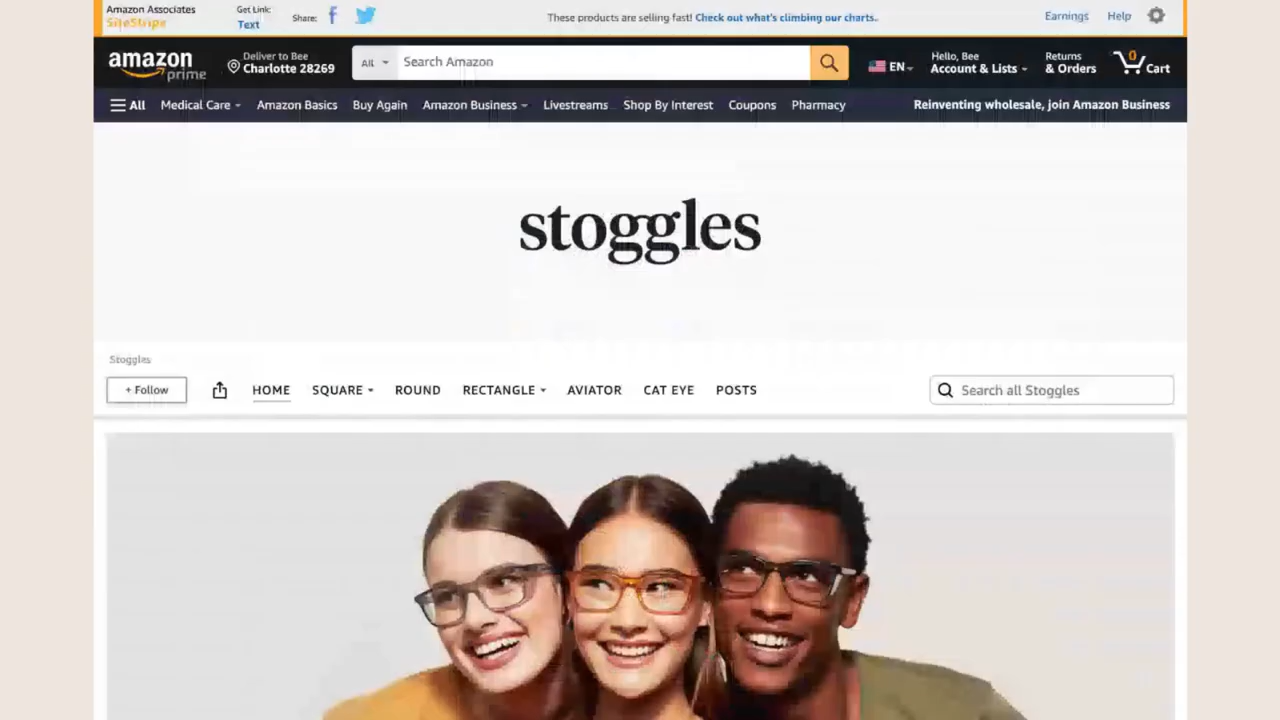 Amazon Associates
SiteStripe
Get Link:
Text
Share:
These products are selling fast! Check out what's climbing our charts.
Earnings
Help
amazon
prime
Deliver to Bee
Charlotte 28269
All
Search Amazon
EN
Hello, Bee
Account & Lists
Returns
& Orders
0
Cart
All
Medical Care
Amazon Basics
Buy Again
Amazon Business
Livestreams
Shop By Interest
Coupons
Pharmacy
Reinventing wholesale, join Amazon Business
stoggles
Stoggles
+ Follow
HOME
SQUARE
ROUND
RECTANGLE
AVIATOR
CAT EYE
POSTS
Search all Stoggles